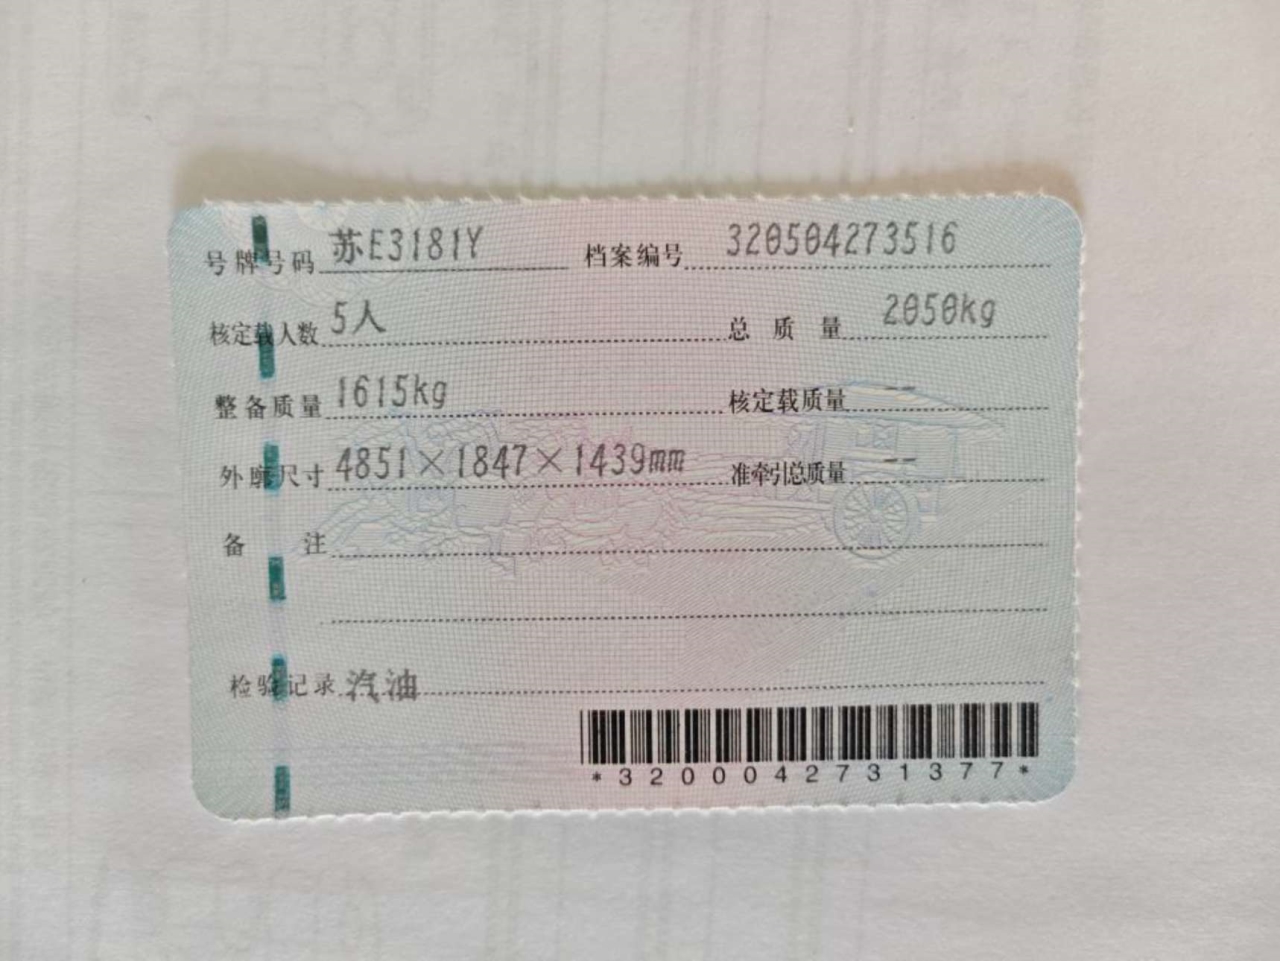 号牌号码 苏E3181Y 档案编号 320504273516
核定载人数 5人 总质量 2050kg
整备质量 1615kg 核定载质量 --
外廓尺寸 4851×1847×1439mm 准牵引总质量 --
备注
检验记录 汽油
*320004273​1377*